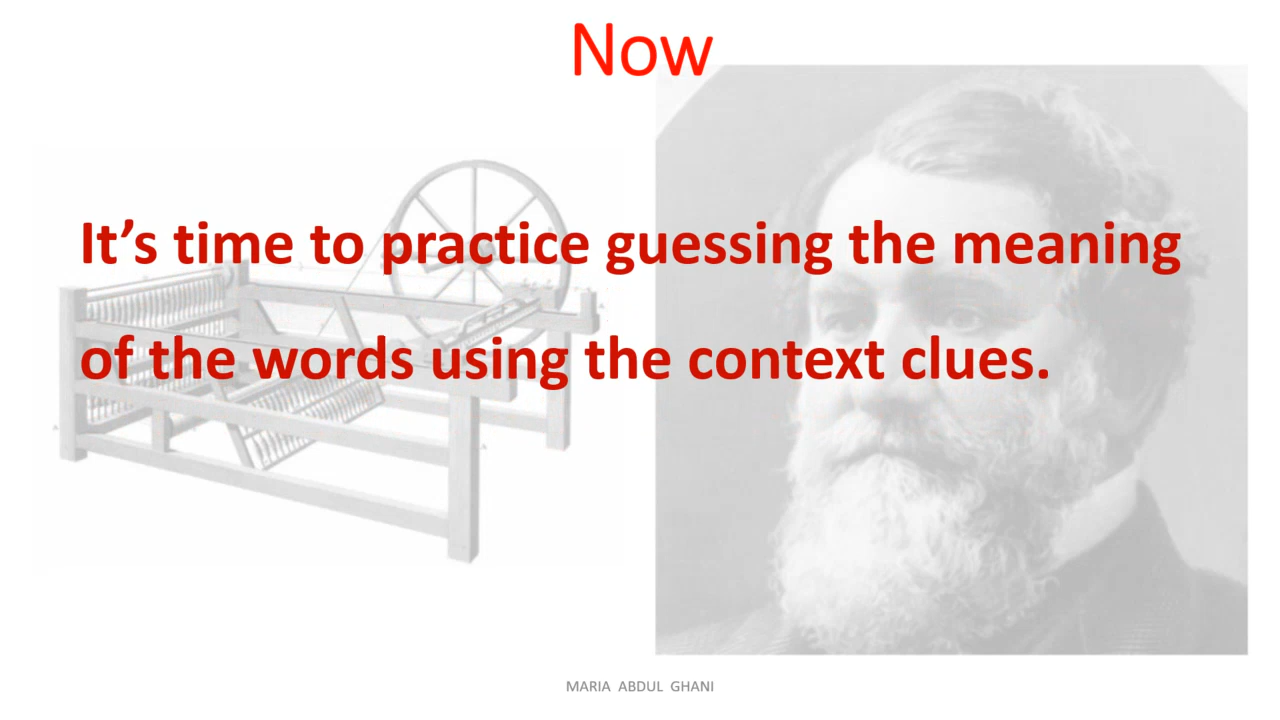 Now
It’s time to practice guessing the meaning
of the words using the context clues.
MARIA ABDUL GHANI